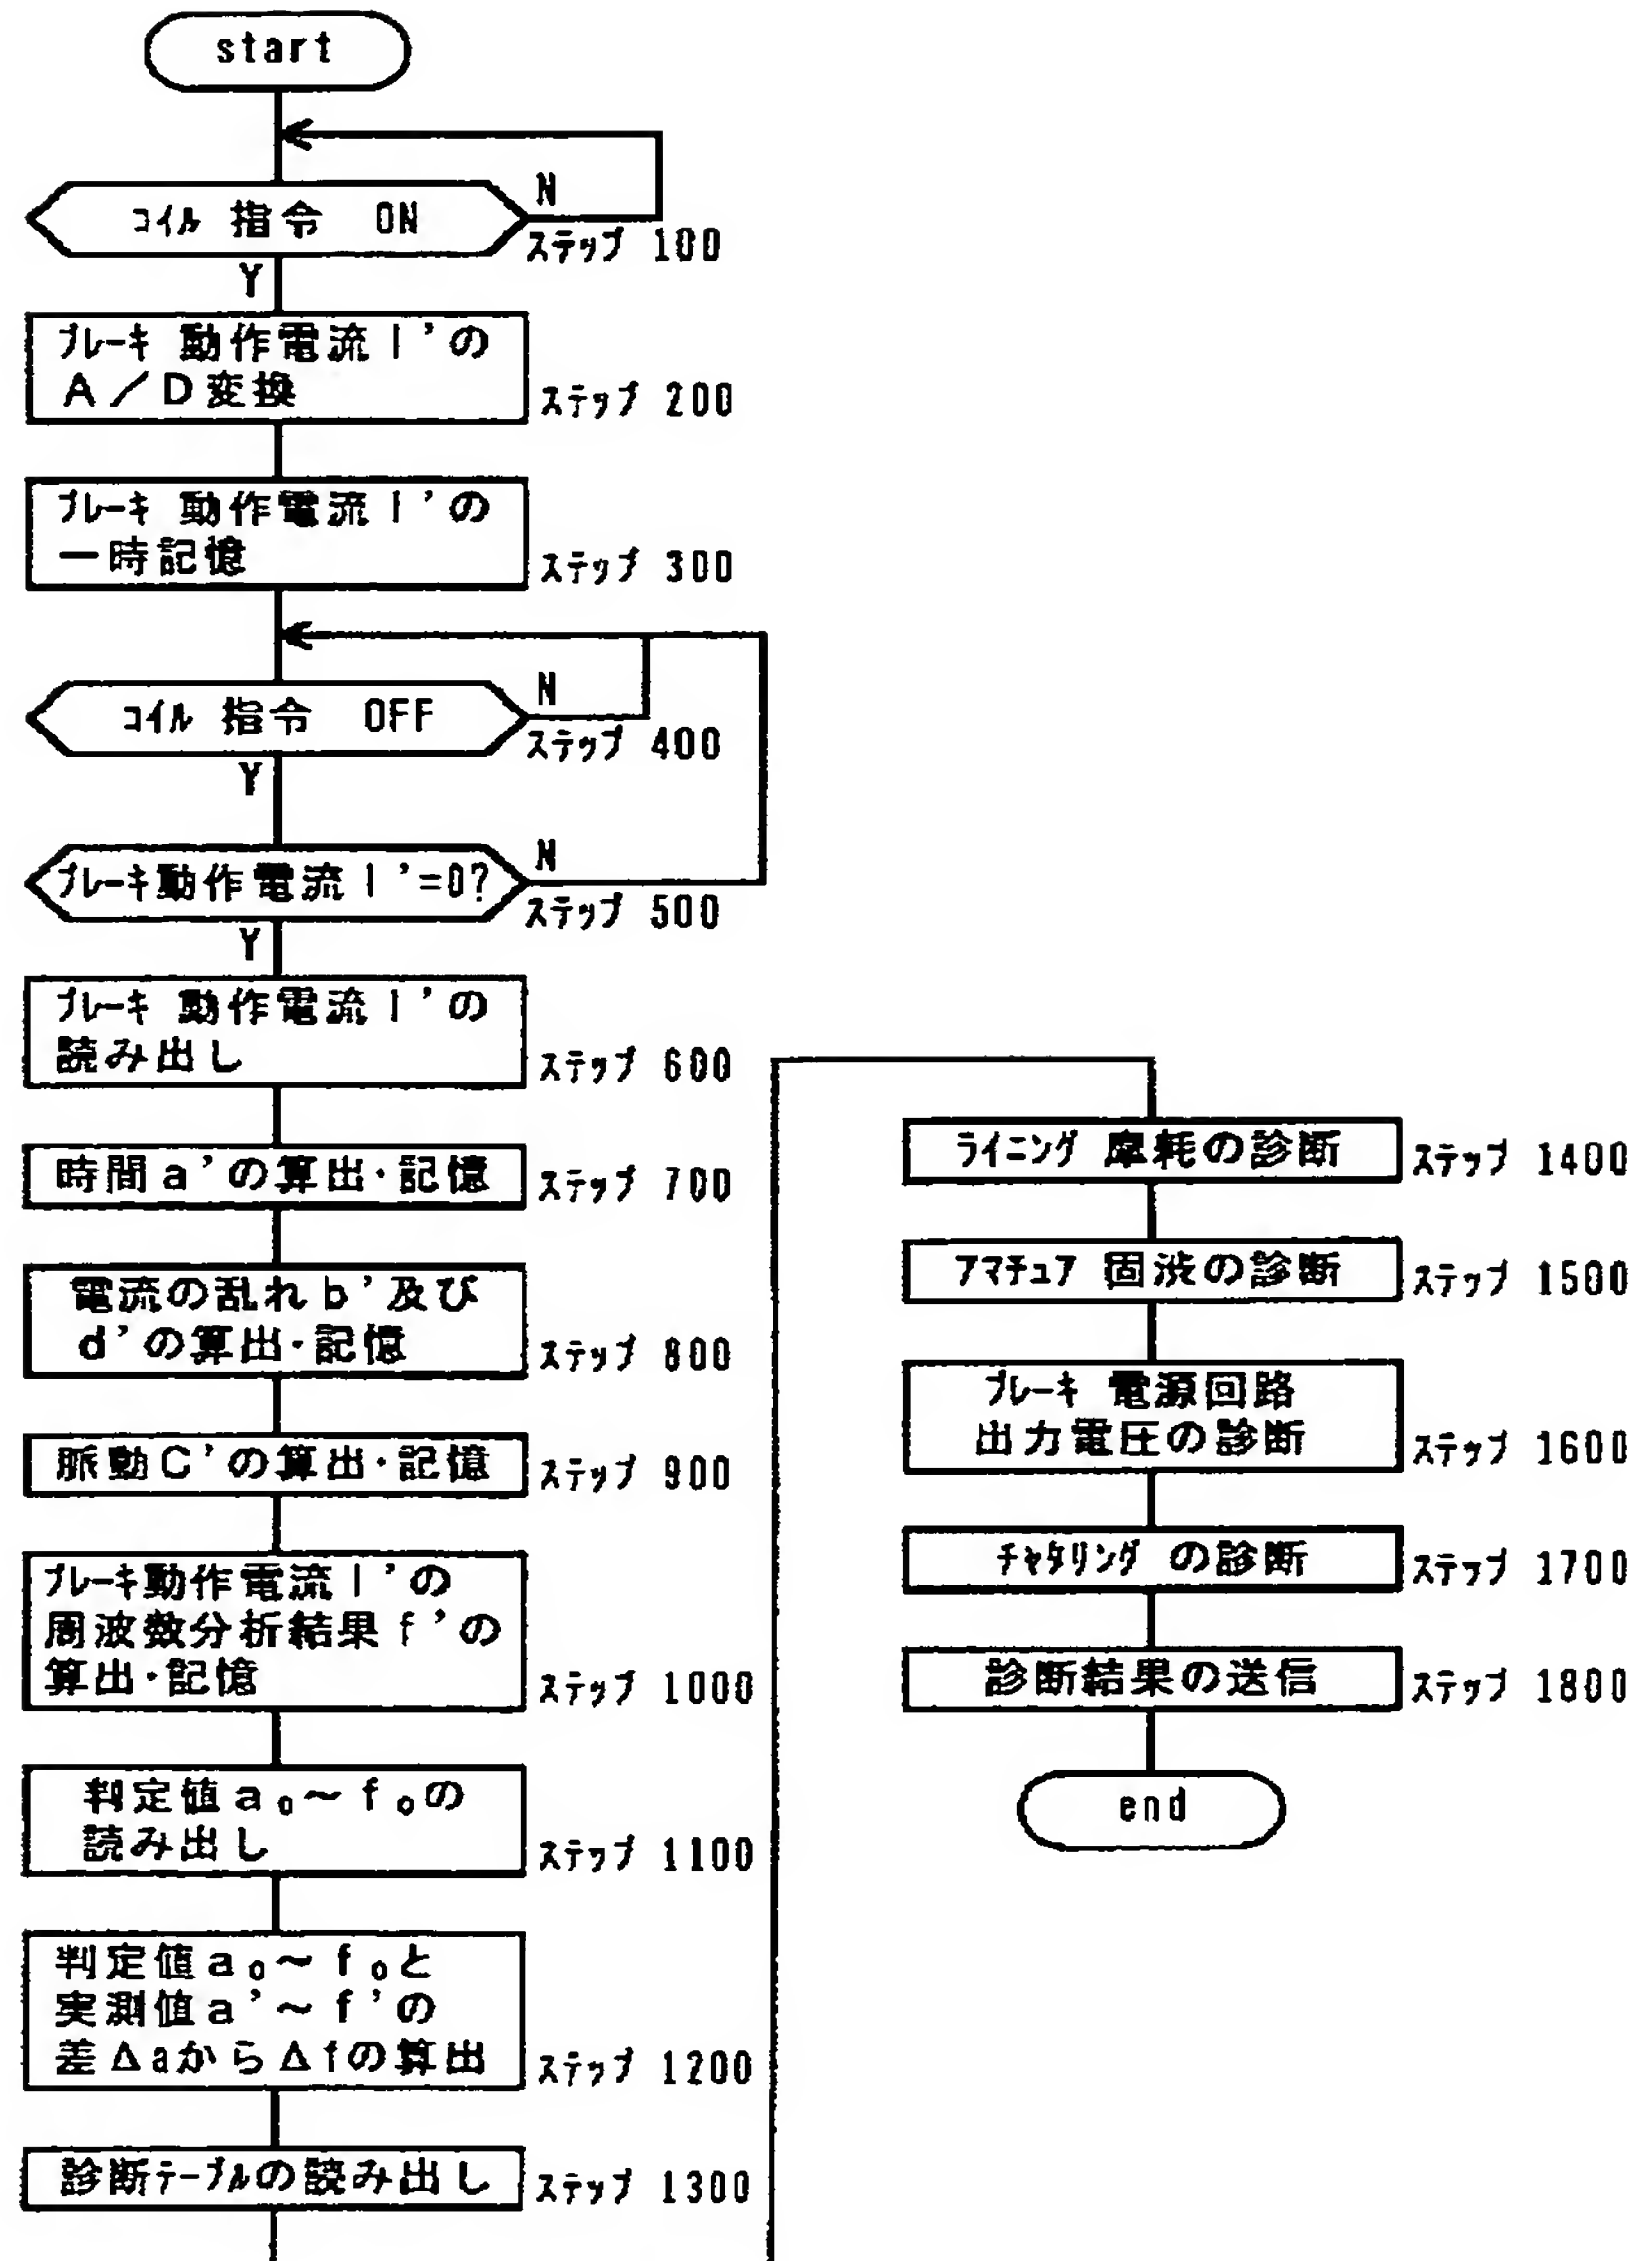 start
N
ｺｲﾙ 指令 ON
ステップ 100
Y
ﾌﾞﾚｰｷ 動作電流I'の
A／D変換
ステップ 200
ﾌﾞﾚｰｷ 動作電流I'の
一時記憶
ステップ 300
N
ｺｲﾙ 指令 OFF
ステップ 400
Y
N
ﾌﾞﾚｰｷ動作電流I'=0?
ステップ 500
Y
ﾌﾞﾚｰｷ 動作電流I'の
読み出し
ステップ 600
時間a'の算出・記憶
ステップ 700
電流の乱れb'及び
d'の算出・記憶
ステップ 800
脈動C'の算出・記憶
ステップ 900
ﾌﾞﾚｰｷ動作電流I'の
周波数分析結果f'の
算出・記憶
ステップ 1000
判定値a₀～f₀の
読み出し
ステップ 1100
判定値a₀～f₀と
実測値a'～f'の
差Δaから Δfの算出
ステップ 1200
診断ﾃｰﾌﾞﾙの読み出し
ステップ 1300
ﾗｲﾆﾝｸﾞ 摩耗の診断
ステップ 1400
ｱﾏﾁｭｱ 固渋の診断
ステップ 1500
ﾌﾞﾚｰｷ 電源回路
出力電圧の診断
ステップ 1600
ﾁｬﾀﾘﾝｸﾞ の診断
ステップ 1700
診断結果の送信
ステップ 1800
end